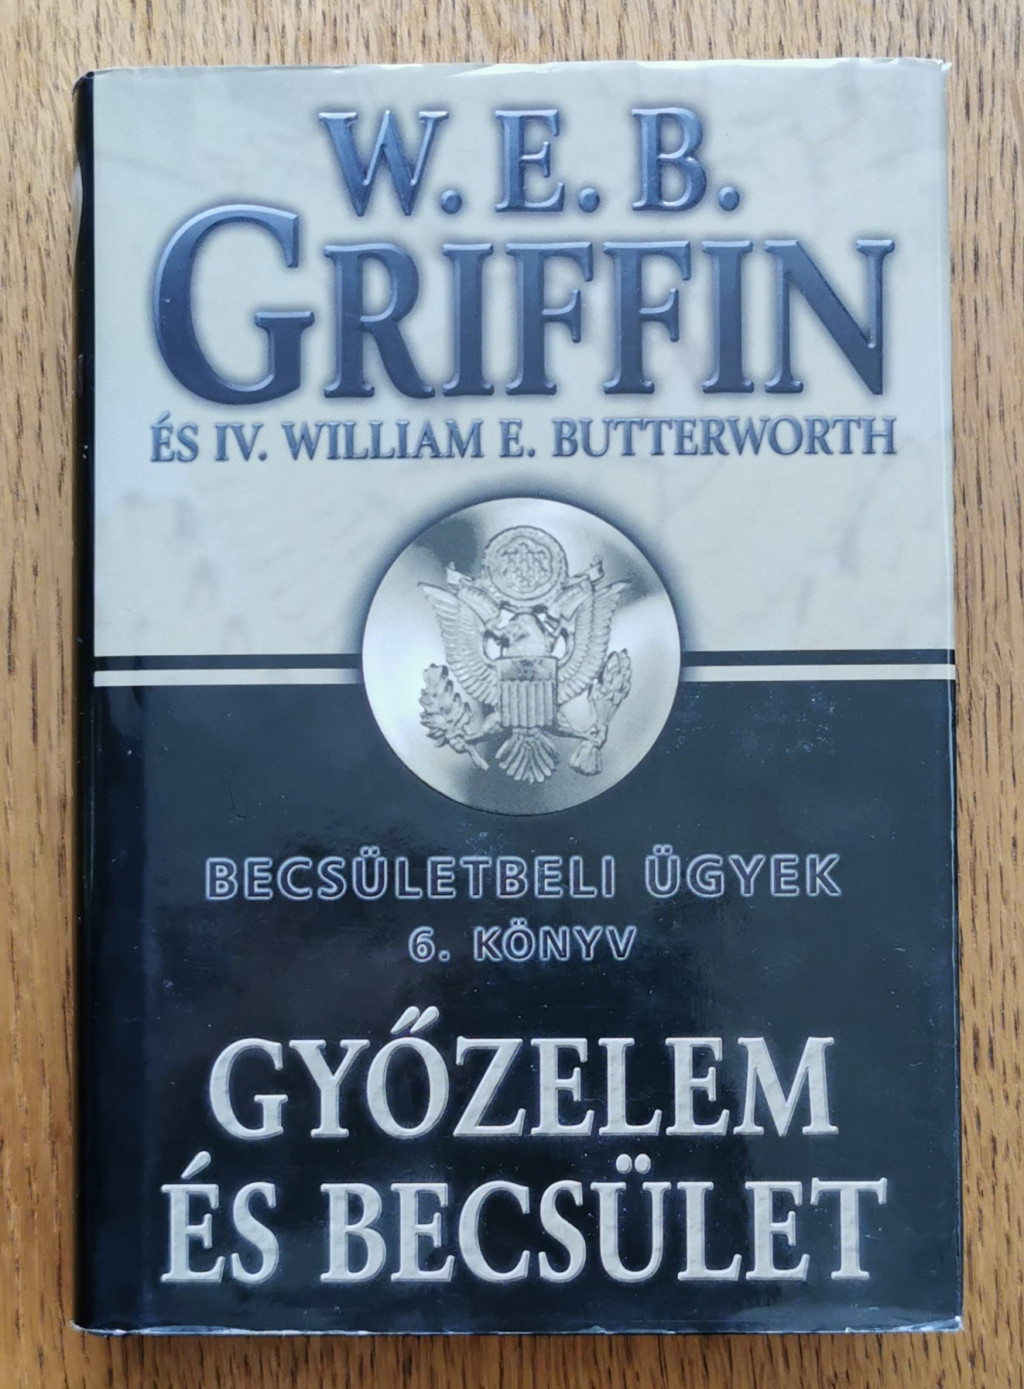 W. E. B.
GRIFFIN
ÉS IV. WILLIAM E. BUTTERWORTH
BECSÜLETBELI ÜGYEK
6. KÖNYV
GYŐZELEM
ÉS BECSÜLET